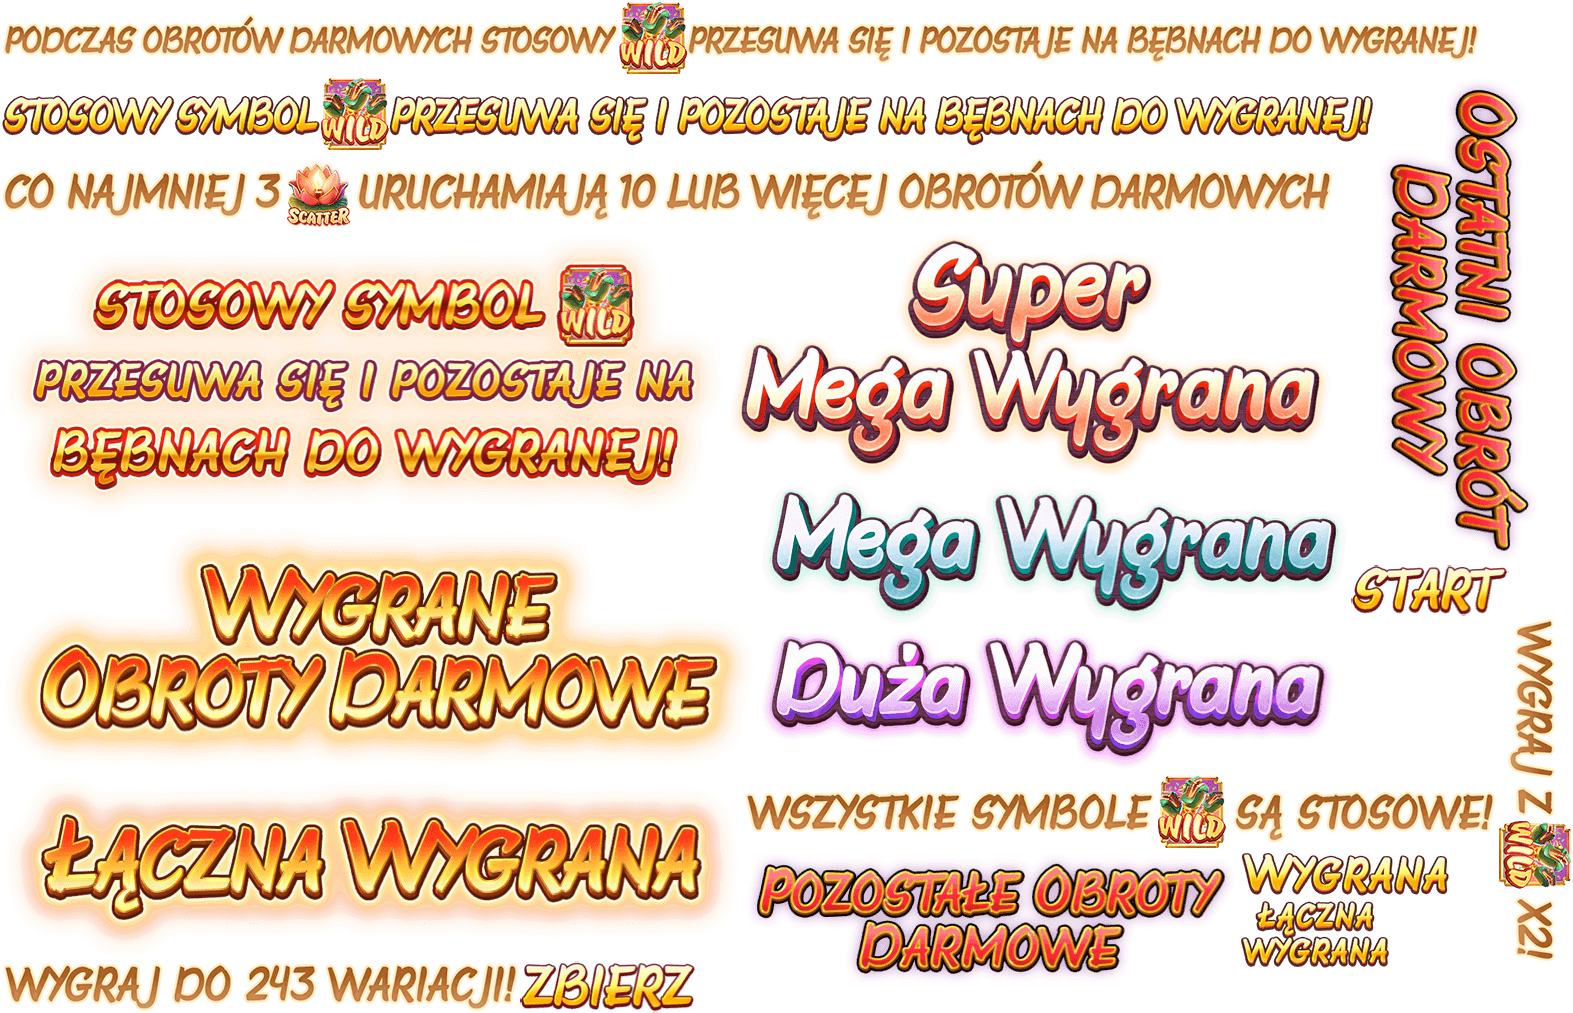 PODCZAS OBROTÓW DARMOWYCH STOSOWY WILD PRZESUWA SIĘ I POZOSTAJE NA BĘBNACH DO WYGRANEJ!
STOSOWY SYMBOL WILD PRZESUWA SIĘ I POZOSTAJE NA BĘBNACH DO WYGRANEJ!
CO NAJMNIEJ 3 SCATTER URUCHAMIAJĄ 10 LUB WIĘCEJ OBROTÓW DARMOWYCH
STOSOWY SYMBOL WILD
PRZESUWA SIĘ I POZOSTAJE NA
BĘBNACH DO WYGRANEJ!
Super
Mega Wygrana
OSTATNI OBRÓT
DARMOWY
Mega Wygrana
START
WYGRANE
OBROTY DARMOWE
Duża Wygrana
WYGRAJ Z WILD X2!
WSZYSTKIE SYMBOLE WILD SĄ STOSOWE!
ŁĄCZNA WYGRANA
POZOSTAŁE OBROTY
DARMOWE
WYGRANA
ŁĄCZNA
WYGRANA
WYGRAJ DO 243 WARIACJI!
ZBIERZ